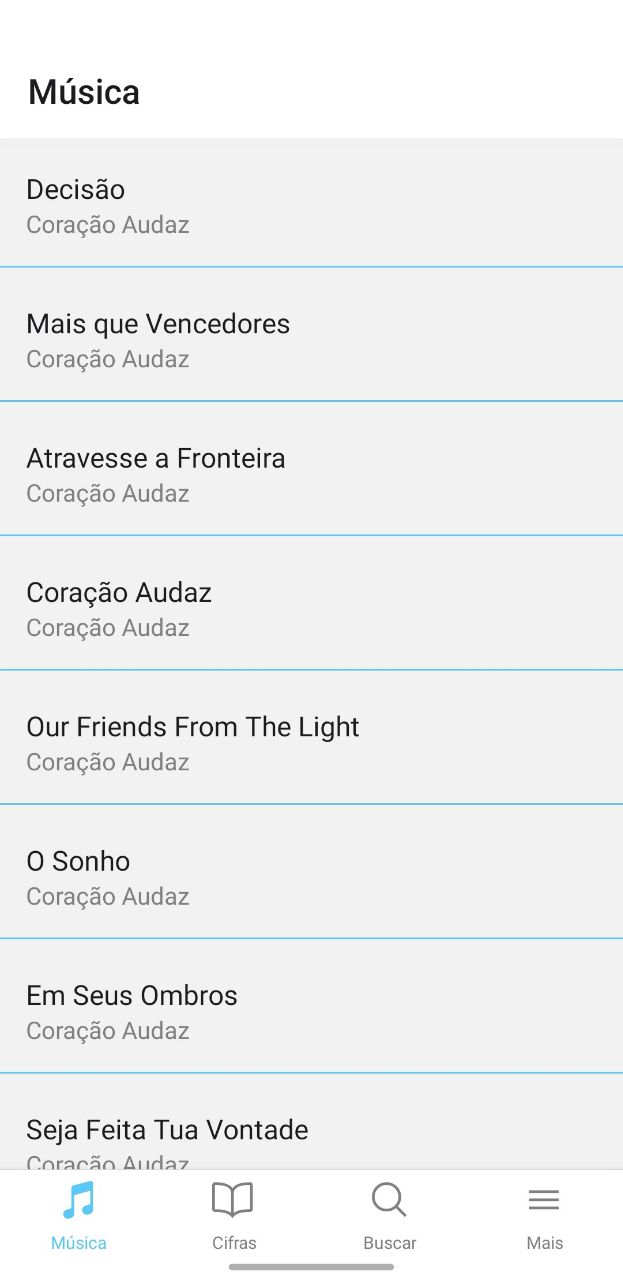 Música
Decisão
Coração Audaz
Mais que Vencedores
Coração Audaz
Atravesse a Fronteira
Coração Audaz
Coração Audaz
Coração Audaz
Our Friends From The Light
Coração Audaz
O Sonho
Coração Audaz
Em Seus Ombros
Coração Audaz
Seja Feita Tua Vontade
Coração Audaz
Música
Cifras
Buscar
Mais